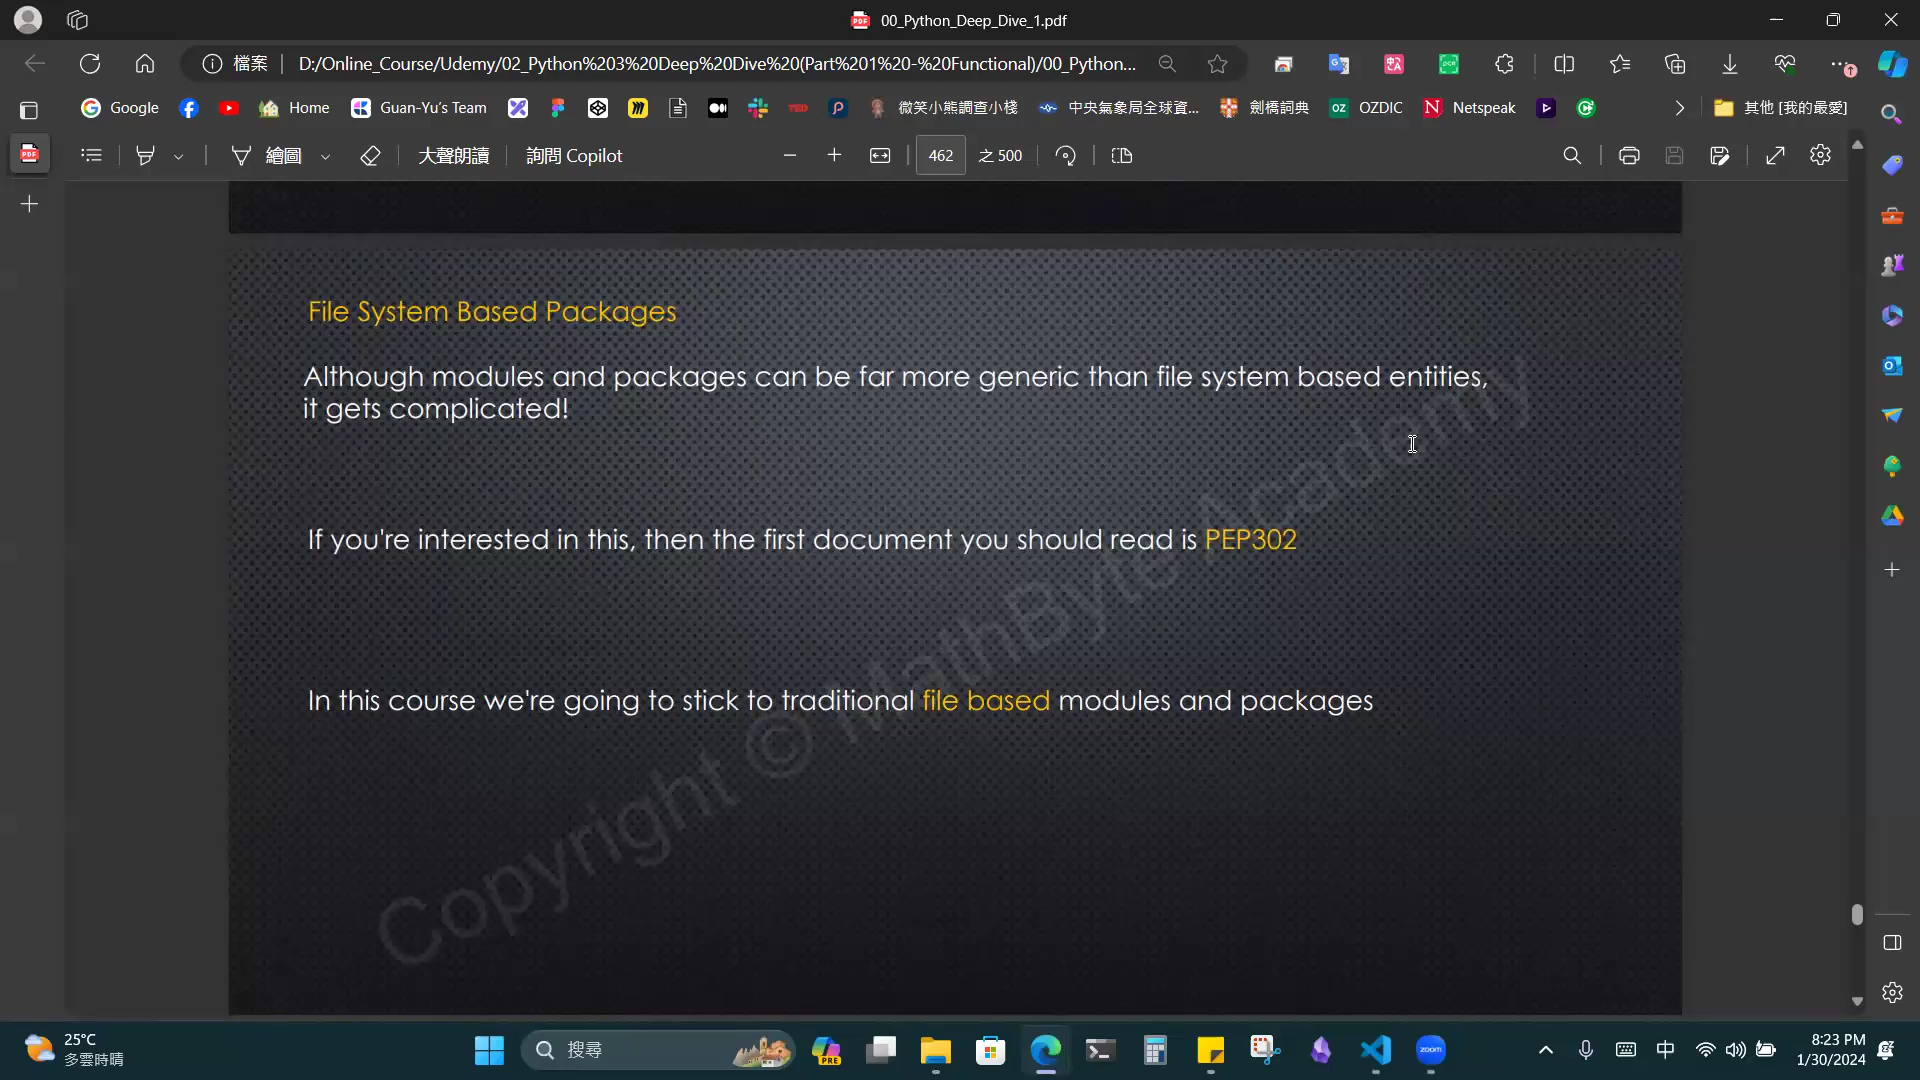 00_Python_Deep_Dive_1.pdf
檔案 D:/Online_Course/Udemy/02_Python%203%20Deep%20Dive%20(Part%201%20-%20Functional)/00_Python...
Google Home Guan-Yu's Team TED 微笑小熊調查小棧 中央氣象局全球資... 劍橋詞典 OZ OZDIC Netspeak 其他 [我的最愛]
繪圖 大聲朗讀 詢問 Copilot 462 之 500
File System Based Packages
Although modules and packages can be far more generic than file system based entities,
it gets complicated!
If you're interested in this, then the first document you should read is PEP302
In this course we're going to stick to traditional file based modules and packages
Copyright © MathByte Academy
25°C
多雲時晴
搜尋
PRE
zoom
中
8:23 PM
1/30/2024